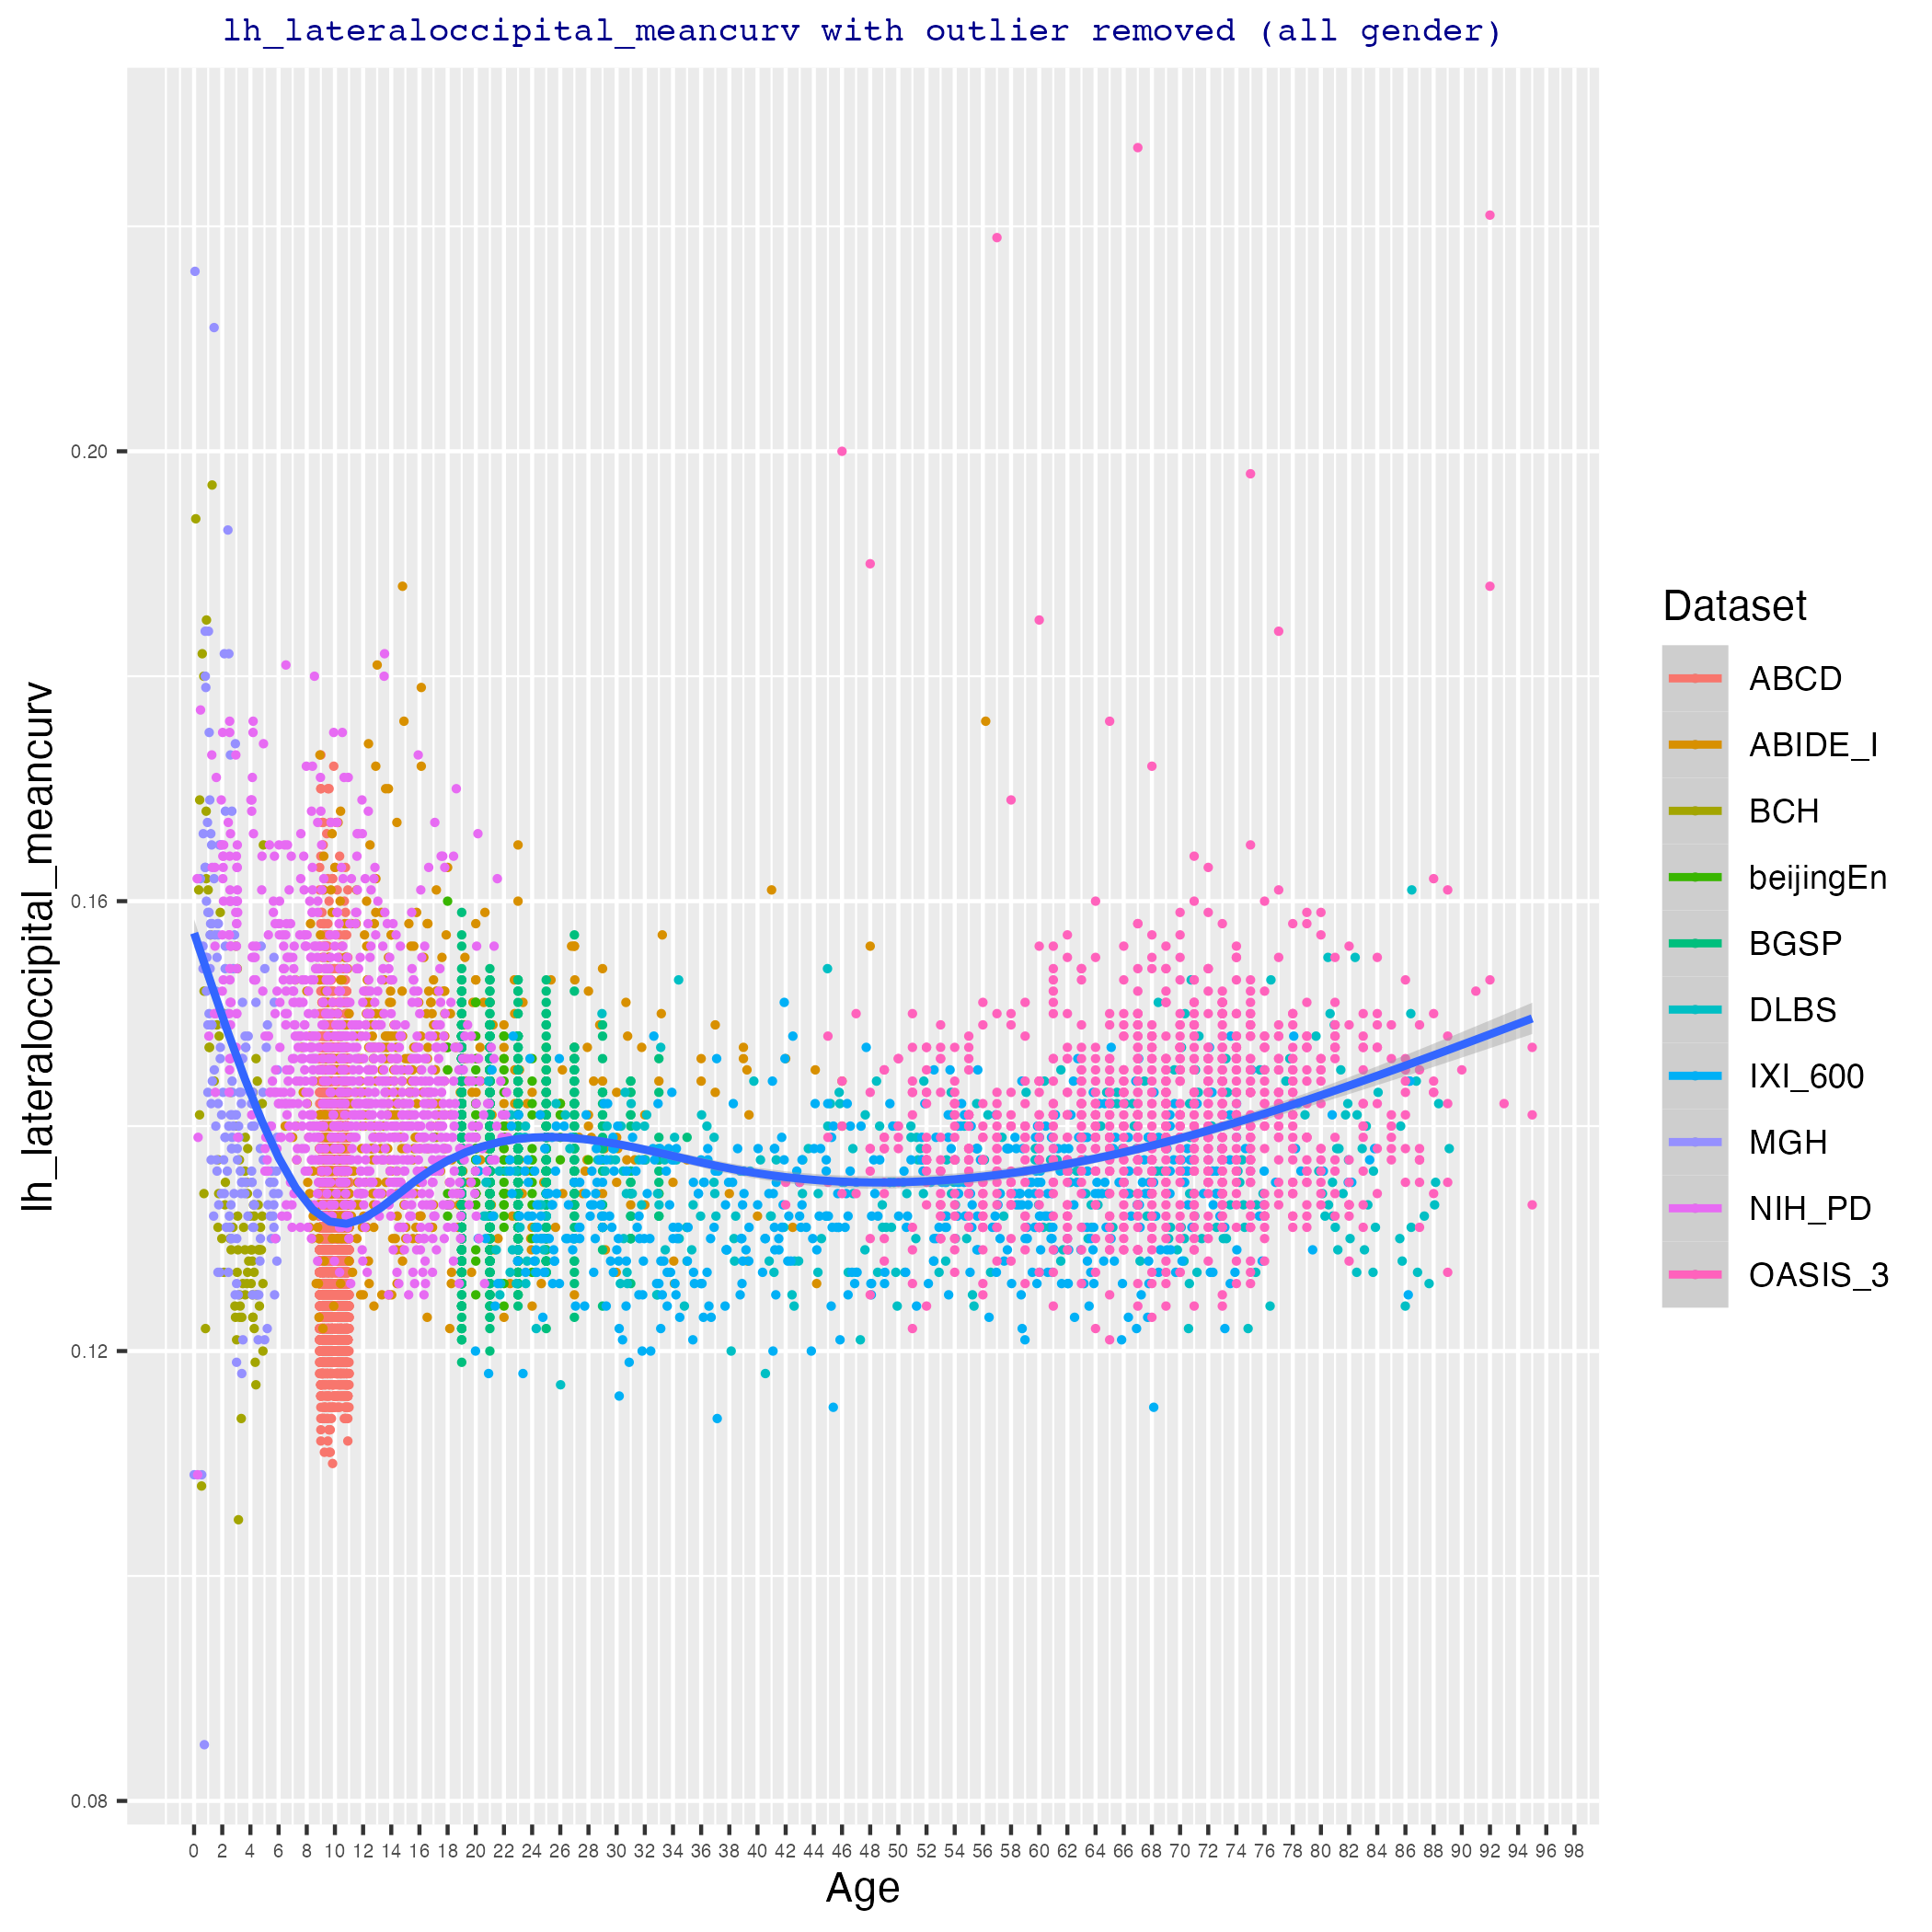 lh_lateraloccipital_meancurv with outlier removed (all gender)
lh_lateraloccipital_meancurv
0.20
0.16
0.12
0.08
0 2 4 6 8 10 12 14 16 18 20 22 24 26 28 30 32 34 36 38 40 42 44 46 48 50 52 54 56 58 60 62 64 66 68 70 72 74 76 78 80 82 84 86 88 90 92 94 96 98
Age
Dataset
ABCD
ABIDE_I
BCH
beijingEn
BGSP
DLBS
IXI_600
MGH
NIH_PD
OASIS_3